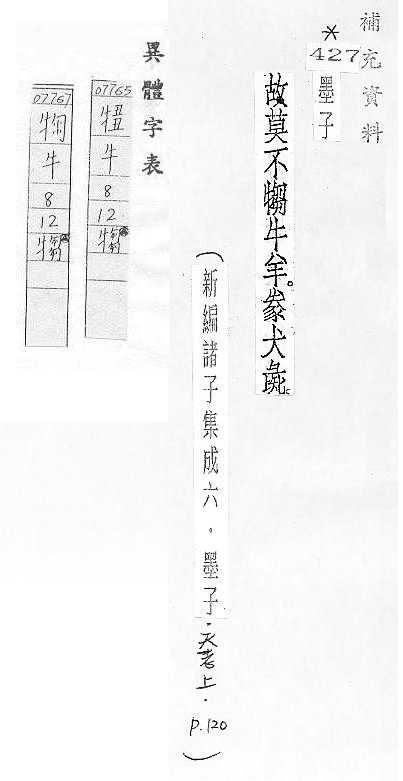 補充資料
*
427
墨子
故莫不犓牛羊。豢犬彘。
(新編諸子集成六.墨子.天志上.p.120)
異體字表
07765
牛
8
12
犓
07767
牛
8
12
犓